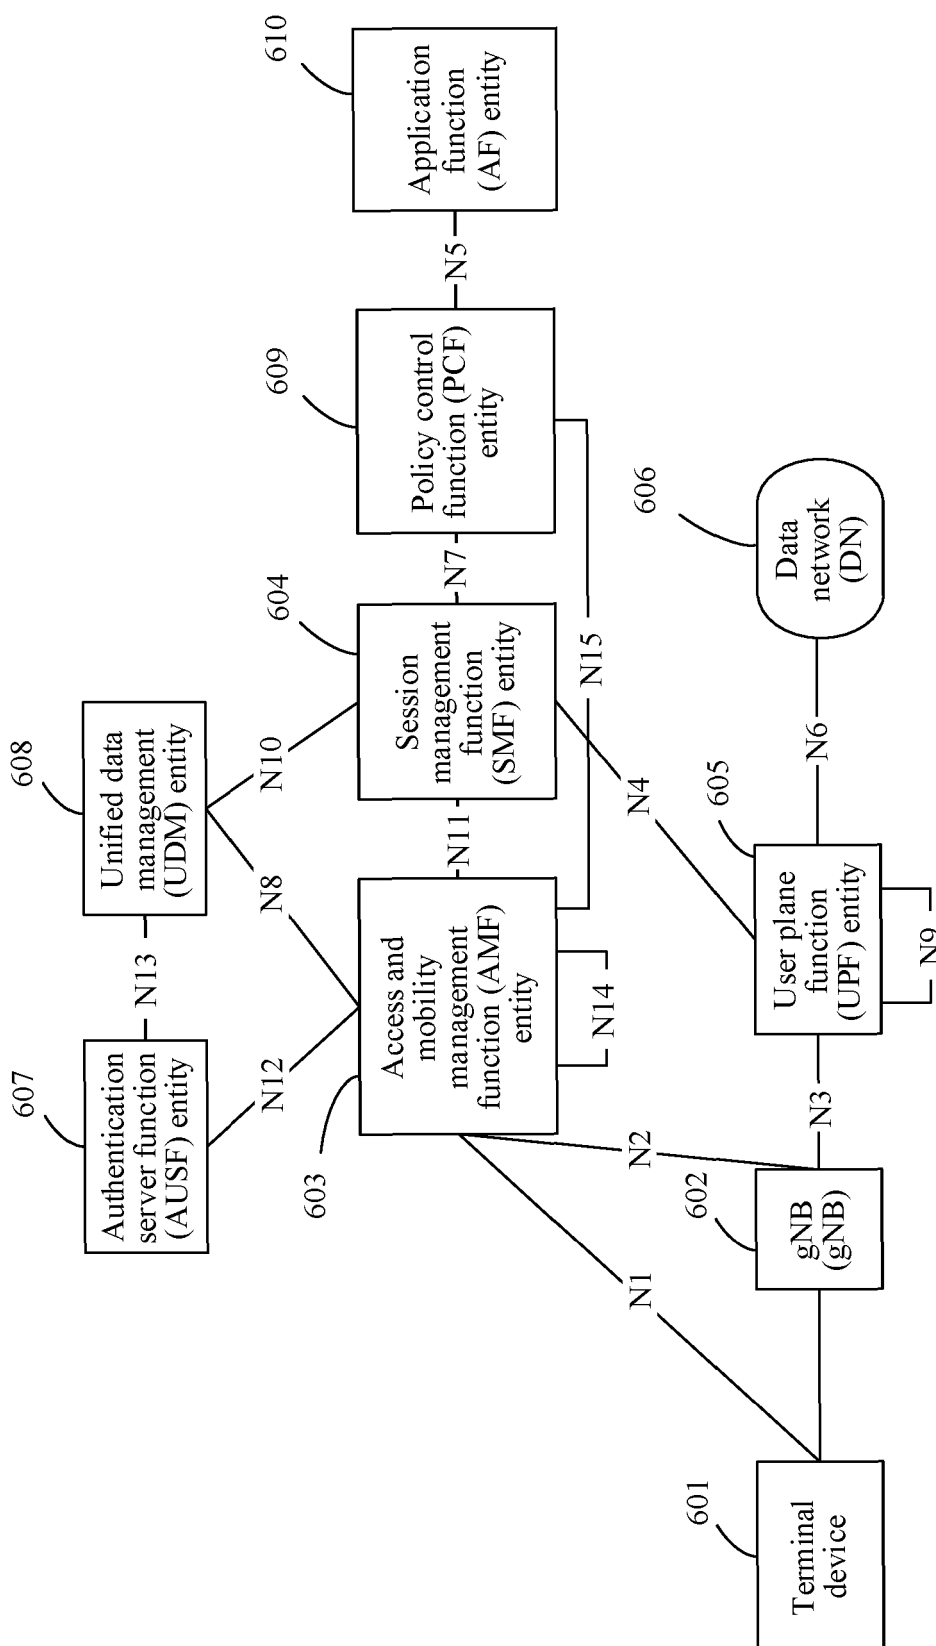 607
Authentication
server function
(AUSF) entity
N13
608
Unified data
management
(UDM) entity
N12
N8
N10
603
Access and
mobility
management
function (AMF)
entity
N11
604
Session
management
function
(SMF) entity
N7
609
Policy control
function (PCF)
entity
N5
610
Application
function
(AF) entity
N14
N15
N1
N2
N4
601
Terminal
device
602
gNB
(gNB)
N3
605
User plane
function
(UPF) entity
N9
N6
606
Data
network
(DN)